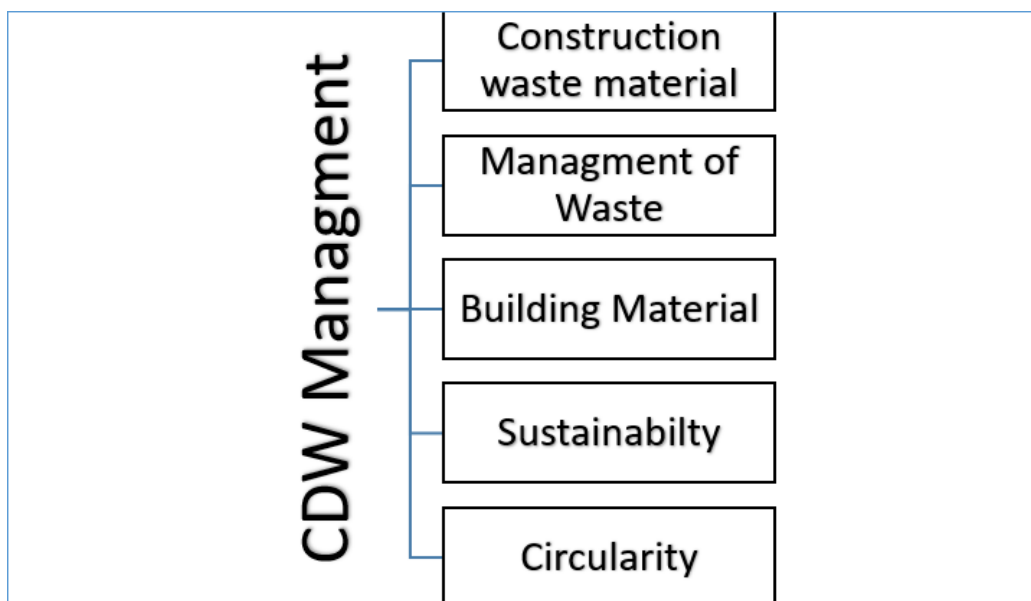 CDW Managment
Construction
waste material
Managment of
Waste
Building Material
Sustainabilty
Circularity